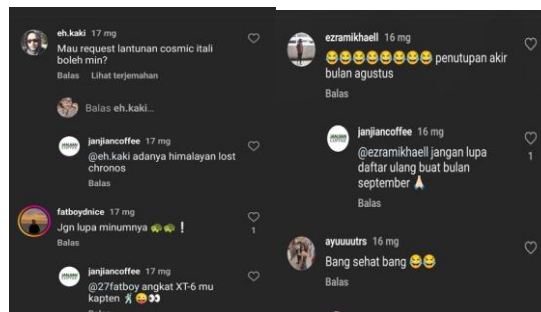 eh.kaki 17 mg
Mau request lantunan cosmic itali
boleh min?
Balas Lihat terjemahan
Balas eh.kaki...
janjiancoffee 17 mg
@eh.kaki adanya himalayan lost
chronos
Balas
fatboydnice 17 mg
Jgn lupa minumnya 🐢🐢❗
1
Balas
janjiancoffee 17 mg
@27fatboy angkat XT-6 mu
kapten 🕺😜👀
ezramikhaell 16 mg
😂😂😂😂😂😂😂😂 penutupan akir
bulan agustus
Balas
janjiancoffee 16 mg
@ezramikhaell jangan lupa
daftar ulang buat bulan
september 🙏🏻
1
Balas
ayuuuutrs 16 mg
Bang sehat bang 😂😂
Balas